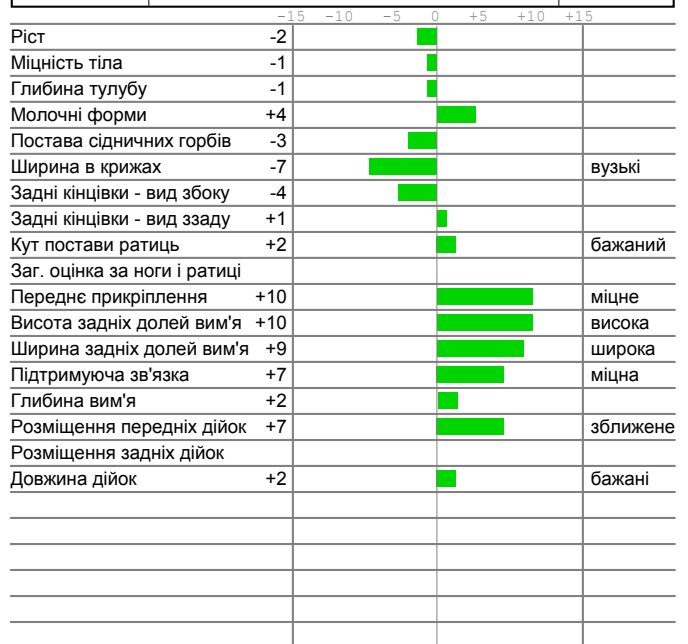 -15 -10 -5 0 +5 +10 +15
Ріст -2
Міцність тіла -1
Глибина тулубу -1
Молочні форми +4
Постава сідничних горбів -3
Ширина в крижах -7 вузькі
Задні кінцівки - вид збоку -4
Задні кінцівки - вид ззаду +1
Кут постави ратиць +2 бажаний
Заг. оцінка за ноги і ратиці
Переднє прикріплення +10 міцне
Висота задніх долей вим'я +10 висока
Ширина задніх долей вим'я +9 широка
Підтримуюча зв'язка +7 міцна
Глибина вим'я +2
Розміщення передніх дійок +7 зближене
Розміщення задніх дійок
Довжина дійок +2 бажані